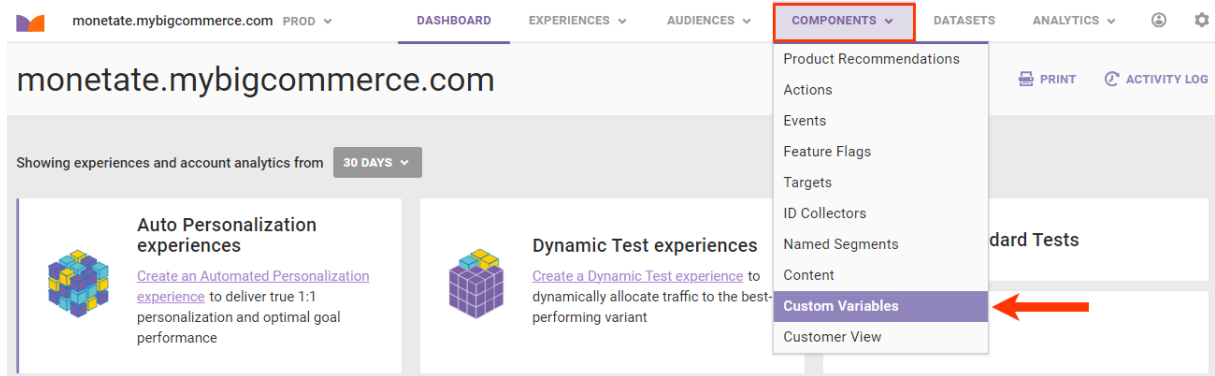 monetate.mybigcommerce.com PROD
DASHBOARD
EXPERIENCES
AUDIENCES
COMPONENTS
DATASETS
ANALYTICS
monetate.mybigcommerce.com
PRINT
ACTIVITY LOG
Product Recommendations
Actions
Events
Feature Flags
Targets
ID Collectors
Named Segments
Content
Custom Variables
Customer View
Showing experiences and account analytics from 30 DAYS
Auto Personalization
experiences
Create an Automated Personalization
experience to deliver true 1:1
personalization and optimal goal
performance
Dynamic Test experiences
Create a Dynamic Test experience to
dynamically allocate traffic to the best-
performing variant
Tests